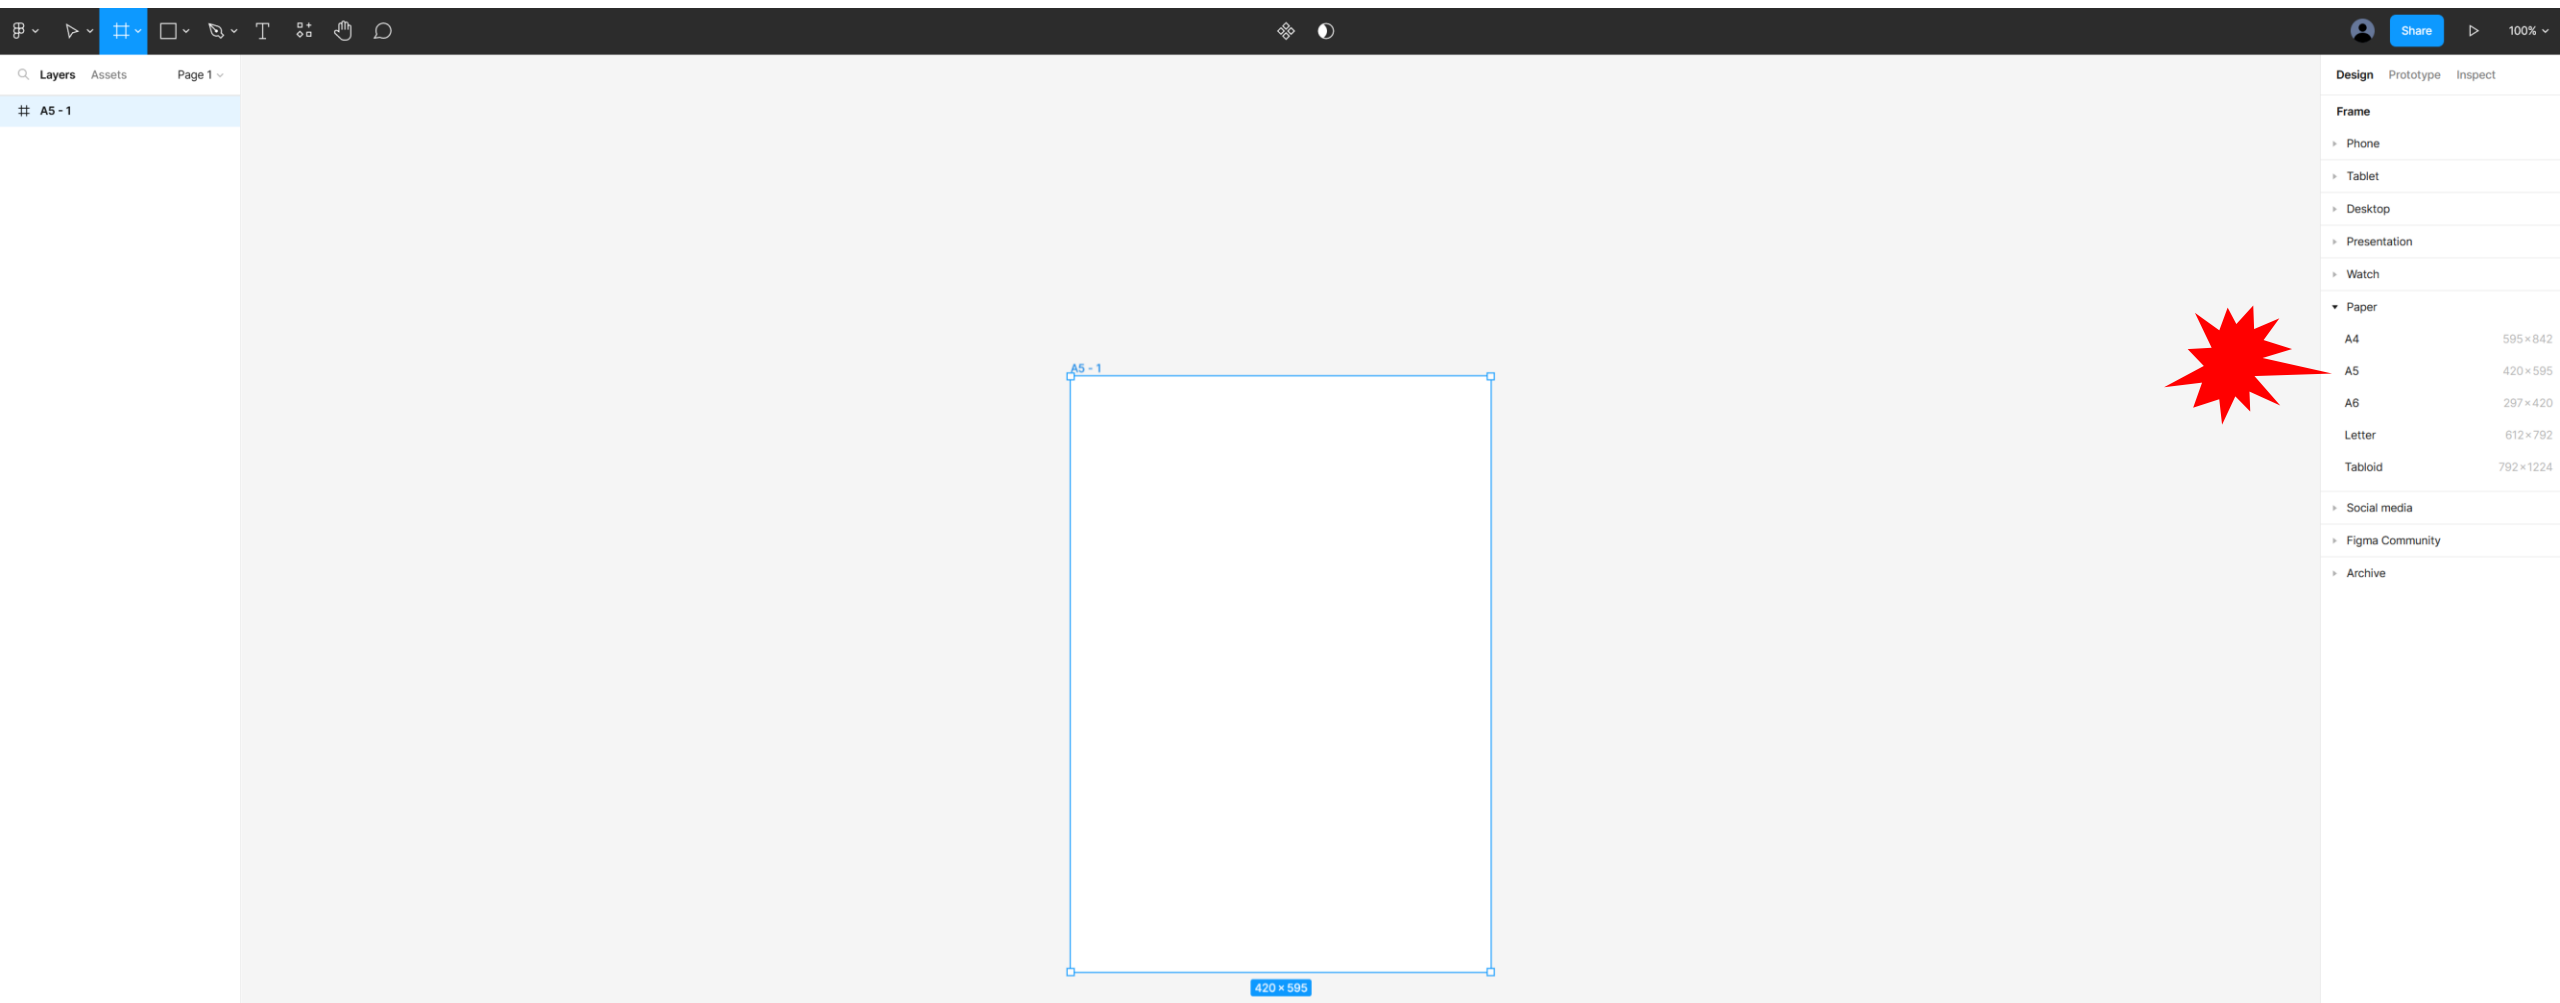 Share
100%
Layers Assets Page 1
A5 - 1
A5 - 1
420 × 595
Design Prototype Inspect
Frame
Phone
Tablet
Desktop
Presentation
Watch
Paper
A4 595×842
A5 420×595
A6 297×420
Letter 612×792
Tabloid 792×1224
Social media
Figma Community
Archive